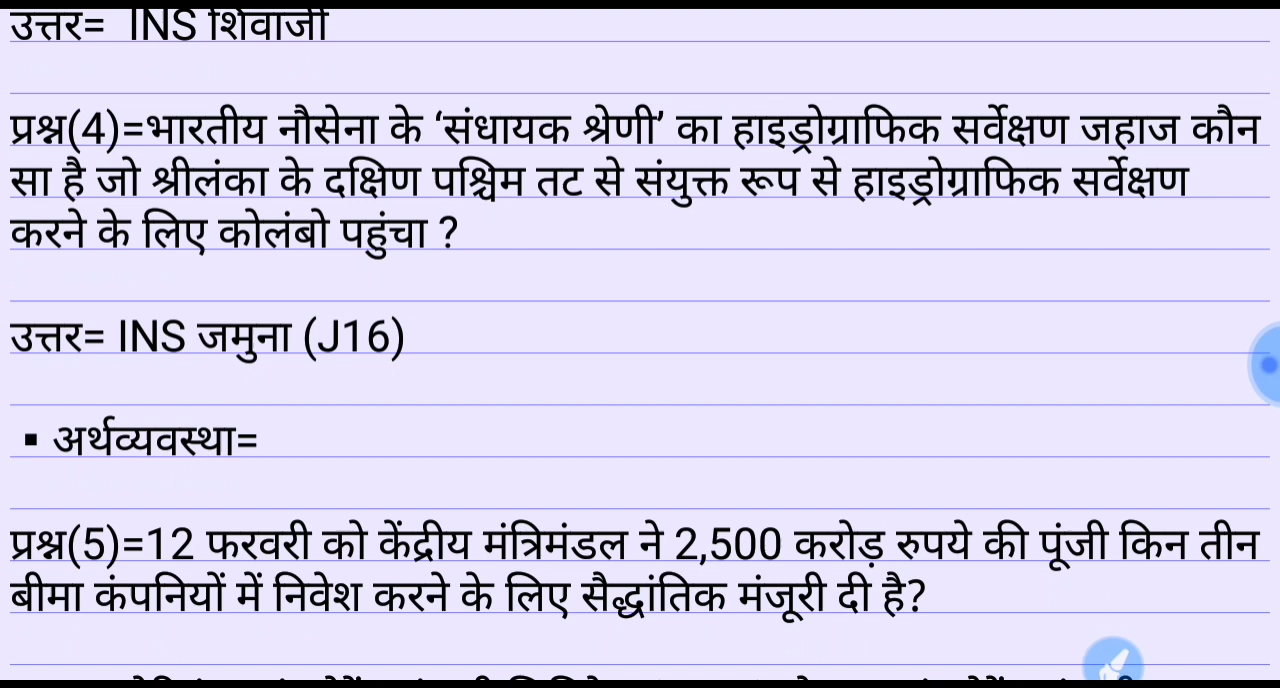 उत्तर=  INS शिवाजी
प्रश्न(4)=भारतीय नौसेना के ‘संधायक श्रेणी’ का हाइड्रोग्राफिक सर्वेक्षण जहाज कौन
सा है जो श्रीलंका के दक्षिण पश्चिम तट से संयुक्त रूप से हाइड्रोग्राफिक सर्वेक्षण
करने के लिए कोलंबो पहुंचा ?
उत्तर= INS जमुना (J16)
▪ अर्थव्यवस्था=
प्रश्न(5)=12 फरवरी को केंद्रीय मंत्रिमंडल ने 2,500 करोड़ रुपये की पूंजी किन तीन
बीमा कंपनियों में निवेश करने के लिए सैद्धांतिक मंजूरी दी है?